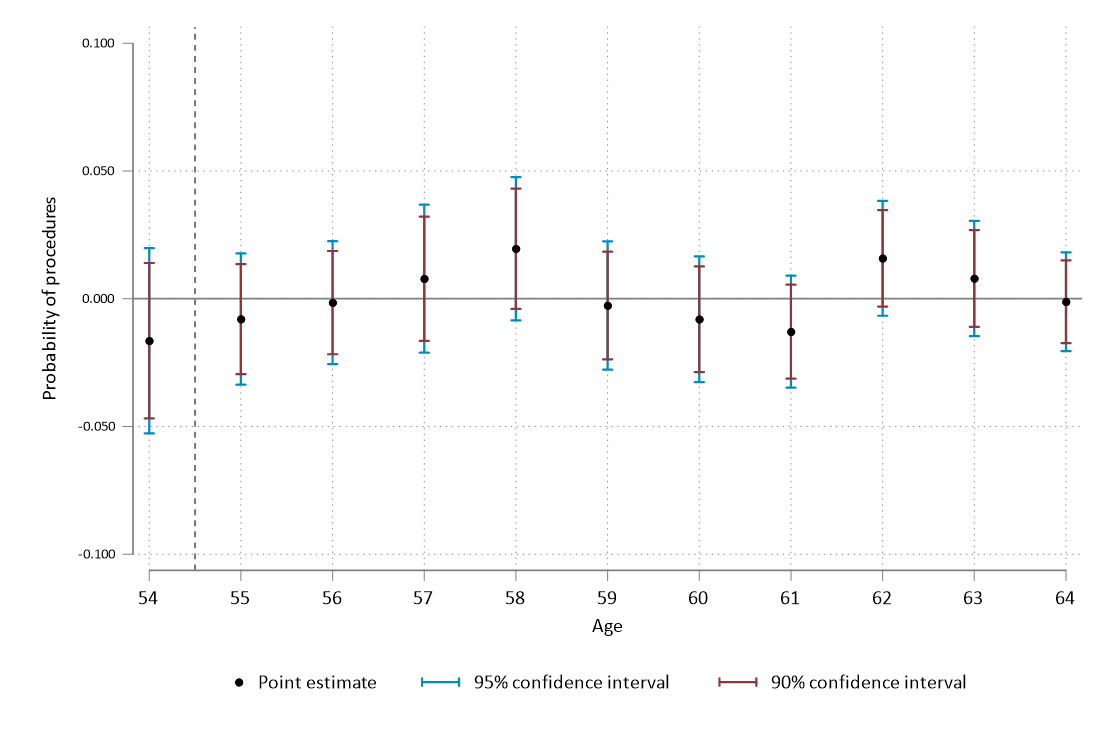 0.100
0.050
0.000
-0.050
-0.100
Probability of procedures
54 55 56 57 58 59 60 61 62 63 64
Age
Point estimate 95% confidence interval 90% confidence interval